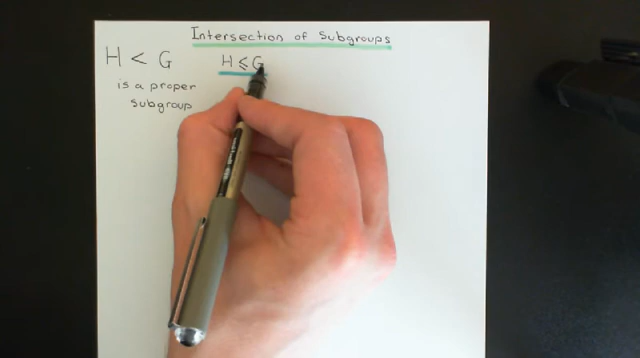 Intersection of Subgroups
H < G
H ⩽ G
is a proper
subgroup